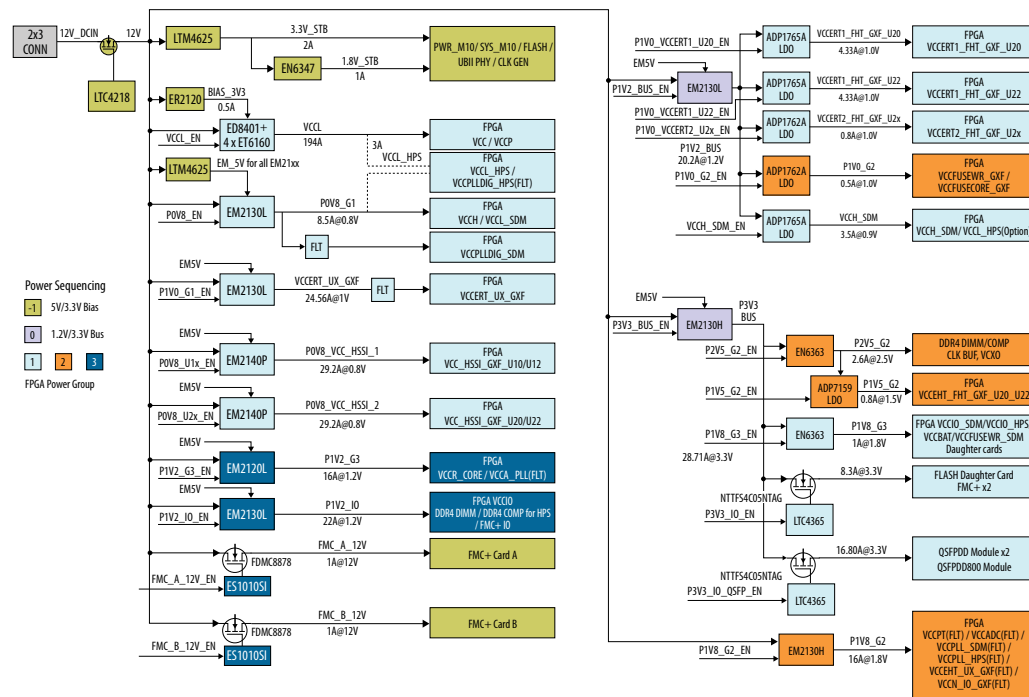 2x3
CONN
12V_DCIN
12V
LTC4218
LTM4625
3.3V_STB
2A
EN6347
1.8V_STB
1A
PWR_M10/ SYS_M10 / FLASH /
UBII PHY / CLK GEN
ER2120
BIAS_3V3
0.5A
VCCL_EN
ED8401+
4 x ET6160
VCCL
194A
3A
VCCL_HPS
FPGA
VCC / VCCP
FPGA
VCCL_HPS /
VCCPLLDIG_HPS(FLT)
LTM4625
EM_5V for all EM21xx
P0V8_EN
EM2130L
P0V8_G1
8.5A@0.8V
FPGA
VCCH / VCCL_SDM
FLT
FPGA
VCCPLLDIG_SDM
EM5V
P1V0_G1_EN
EM2130L
VCCERT_UX_GXF
24.56A@1V
FLT
FPGA
VCCERT_UX_GXF
Power Sequencing
-1
5V/3.3V Bias
0
1.2V/3.3V Bus
1
2
3
FPGA Power Group
EM5V
P0V8_U1x_EN
EM2140P
P0V8_VCC_HSSI_1
29.2A@0.8V
FPGA
VCC_HSSI_GXF_U10/U12
EM5V
P0V8_U2x_EN
EM2140P
P0V8_VCC_HSSI_2
29.2A@0.8V
FPGA
VCC_HSSI_GXF_U20/U22
EM5V
P1V2_G3_EN
EM2120L
P1V2_G3
16A@1.2V
FPGA
VCCR_CORE / VCCA_PLL(FLT)
EM5V
P1V2_IO_EN
EM2130L
P1V2_IO
22A@1.2V
FPGA VCCIO
DDR4 DIMM / DDR4 COMP for HPS
/ FMC+ IO
FMC_A_12V_EN
FDMC8878
ES1010SI
FMC_A_12V
1A@12V
FMC+ Card A
FMC_B_12V_EN
FDMC8878
ES1010SI
FMC_B_12V
1A@12V
FMC+ Card B
P1V0_VCCERT1_U20_EN
EM5V
P1V2_BUS_EN
EM2130L
P1V0_VCCERT1_U22_EN
P1V0_VCCERT2_U2x_EN
P1V2_BUS
20.2A@1.2V
P1V0_G2_EN
VCCH_SDM_EN
ADP1765A
LDO
VCCERT1_FHT_GXF_U20
4.33A@1.0V
FPGA
VCCERT1_FHT_GXF_U20
ADP1765A
LDO
VCCERT1_FHT_GXF_U22
4.33A@1.0V
FPGA
VCCERT1_FHT_GXF_U22
ADP1762A
LDO
VCCERT2_FHT_GXF_U2x
0.8A@1.0V
FPGA
VCCERT2_FHT_GXF_U2x
ADP1762A
LDO
P1V0_G2
0.5A@1.0V
FPGA
VCCFUSEWR_GXF /
VCCFUSECORE_GXF
ADP1765A
LDO
VCCH_SDM
3.5A@0.9V
FPGA
VCCH_SDM/ VCCL_HPS(Option)
EM5V
P3V3_BUS_EN
EM2130H
P3V3
BUS
28.71A@3.3V
P2V5_G2_EN
EN6363
P2V5_G2
2.6A@2.5V
DDR4 DIMM/COMP
CLK BUF, VCXO
P1V5_G2_EN
ADP7159
LDO
P1V5_G2
0.8A@1.5V
FPGA
VCCEHT_FHT_GXF_U20_U22
P1V8_G3_EN
EN6363
P1V8_G3
1A@1.8V
FPGA VCCIO_SDM/VCCIO_HPS
VCCBAT/VCCFUSEWR_SDM
Daughter cards
NTTFS4C05NTAG
P3V3_IO_EN
LTC4365
8.3A@3.3V
FLASH Daughter Card
FMC+ x2
NTTFS4C05NTAG
P3V3_IO_QSFP_EN
LTC4365
16.80A@3.3V
QSFPDD Module x2
QSFPDD800 Module
P1V8_G2_EN
EM2130H
P1V8_G2
16A@1.8V
FPGA
VCCPT(FLT) / VCCADC(FLT) /
VCCPLL_SDM(FLT) /
VCCPLL_HPS(FLT) /
VCCEHT_UX_GXF(FLT) /
VCCN_IO_GXF(FLT)